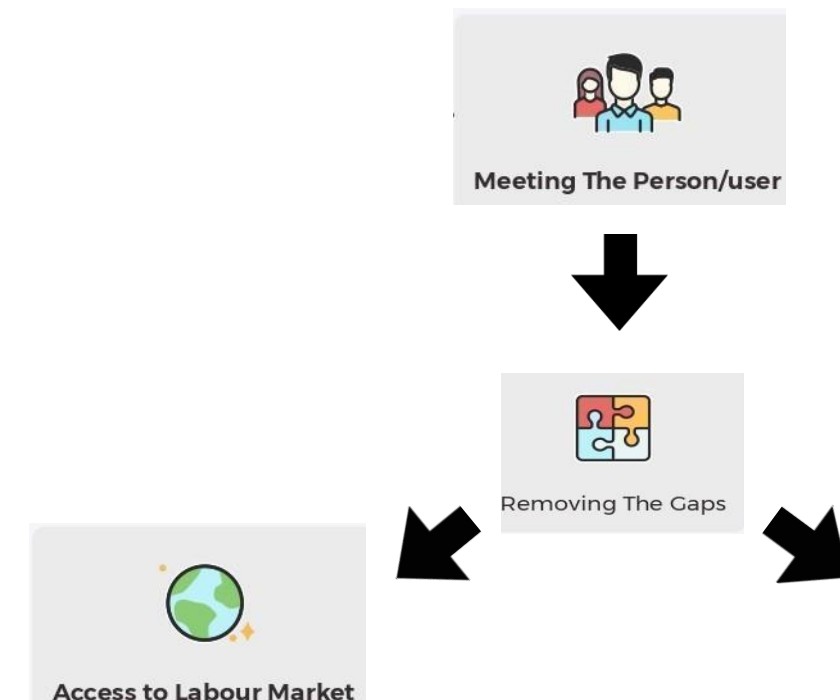 Meeting The Person/user
Removing The Gaps
Access to Labour Market